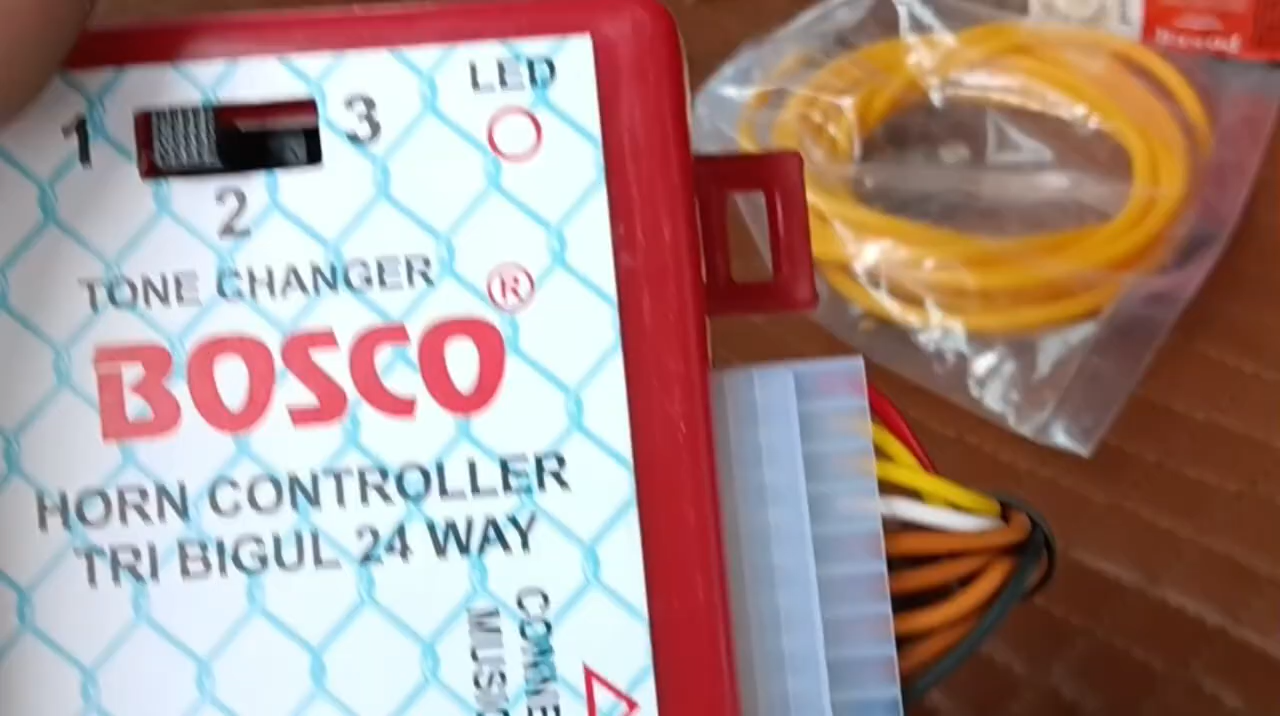 LED
1
3
2
TONE CHANGER
®
BOSCO
HORN CONTROLLER
TRI BIGUL 24 WAY